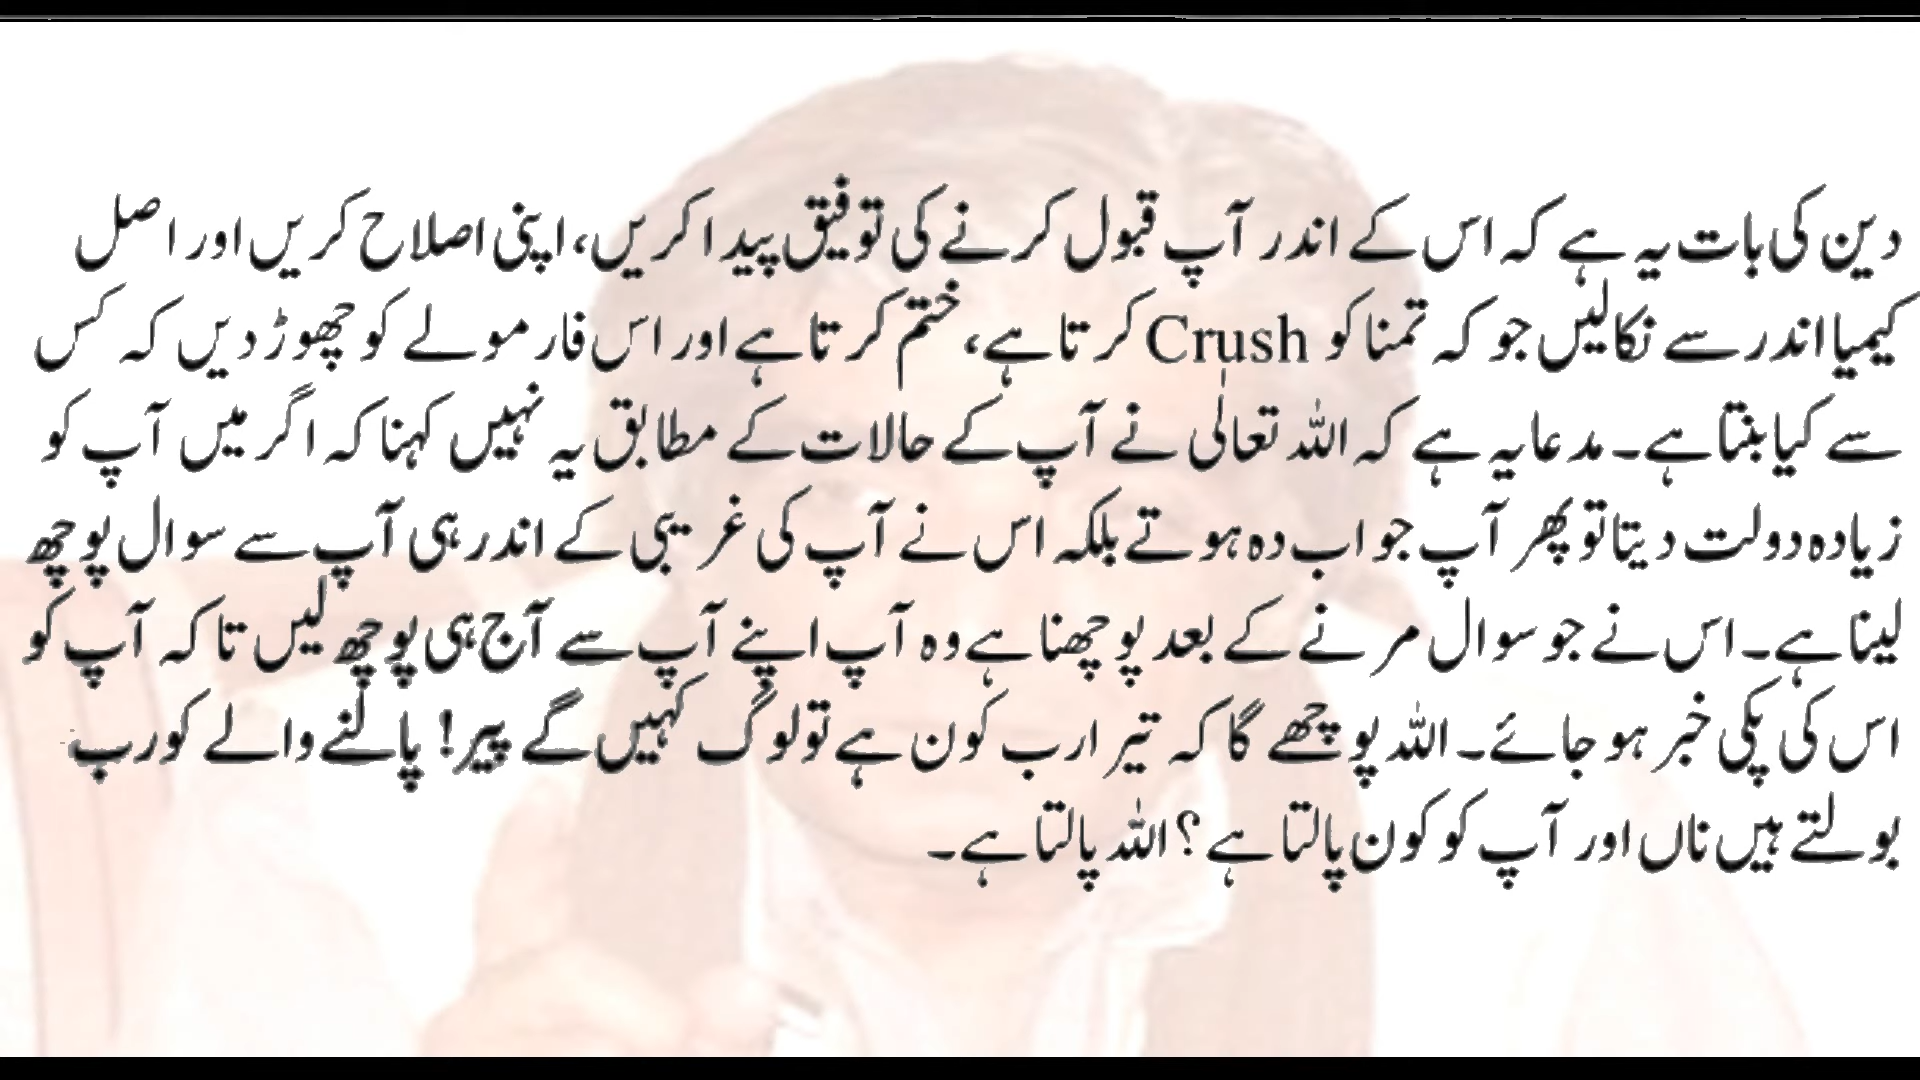 دین کی بات یہ ہے کہ اس کے اندر آپ قبول کرنے کی توفیق پیدا کریں، اپنی اصلاح کریں اور اصل
کیمیا اندر سے نکالیں جو کہ تمنا کو Crush کرتا ہے، ختم کرتا ہے اور اس فارمولے کو چھوڑ دیں کہ کس
سے کیا بنتا ہے۔ مدعا یہ ہے کہ اللہ تعالٰی نے آپ کے حالات کے مطابق یہ نہیں کہنا کہ اگر میں آپ کو
زیادہ دولت دیتا تو پھر آپ جواب دہ ہوتے بلکہ اس نے آپ کی غریبی کے اندر ہی آپ سے سوال پوچھ
لینا ہے۔ اس نے جو سوال مرنے کے بعد پوچھنا ہے وہ آپ اپنے آپ سے آج ہی پوچھ لیں تا کہ آپ کو
اس کی پکی خبر ہو جائے۔ اللہ پوچھے گا کہ تیرا رب کون ہے تو لوگ کہیں گے پیر! پالنے والے کو رب
بولتے ہیں ناں اور آپ کو کون پالتا ہے؟ اللہ پالتا ہے۔